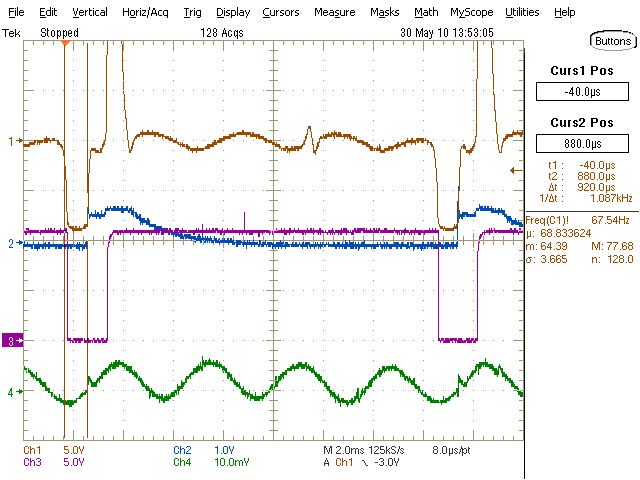 File Edit Vertical Horiz/Acq Trig Display Cursors Measure Masks Math MyScope Utilities Help
Tek Stopped 128 Acqs 30 May 10 13:53:05
Buttons
Curs1 Pos
-40.0µs
Curs2 Pos
880.0µs
t1 : -40.0µs
t2 : 880.0µs
Δt : 920.0µs
1/Δt : 1.087kHz
Freq(C1)! 67.54Hz
µ: 68.833624
m: 64.39 M: 77.68
σ: 3.665 n: 128.0
1
2
3
4
Ch1 5.0V Ch2 1.0V M 2.0ms 125kS/s 8.0µs/pt
Ch3 5.0V Ch4 10.0mV A Ch1 -3.0V